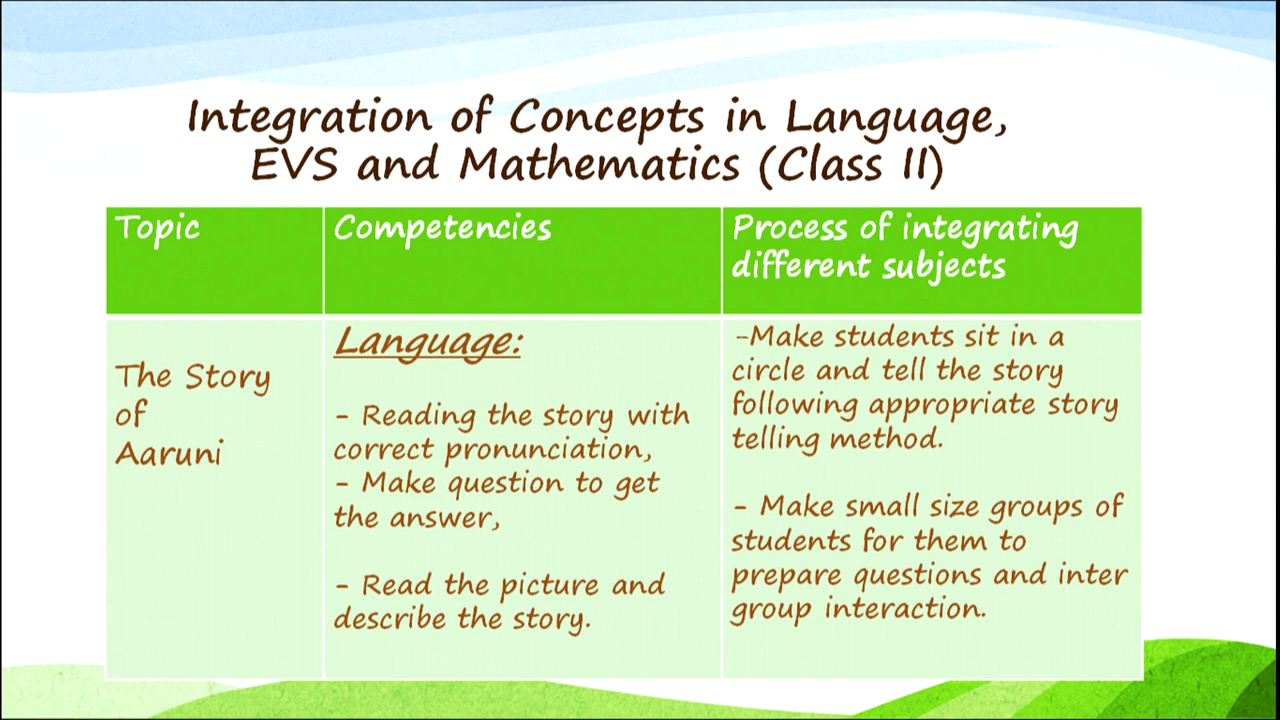 Integration of Concepts in Language,
EVS and Mathematics (Class II)
Topic
Competencies
Process of integrating
different subjects
The Story
of
Aaruni
Language:
- Reading the story with
correct pronunciation,
- Make question to get
the answer,
- Read the picture and
describe the story.
-Make students sit in a
circle and tell the story
following appropriate story
telling method.
- Make small size groups of
students for them to
prepare questions and inter
group interaction.